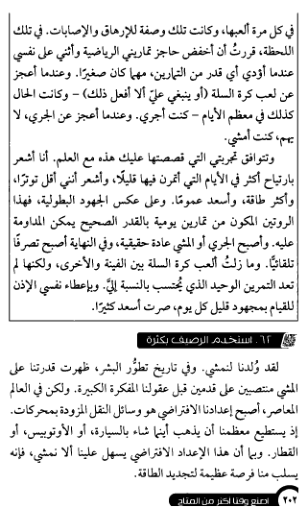 في كل مرة ألعبها، وكانت تلك وصفة للإرهاق والإصابات. في تلك
اللحظة، قررتُ أن أخفض حاجز تماريني الرياضية وأثني على نفسي
عندما أؤدي أي قدر من التمارين، مهما كان صغيرًا. وعندما أعجز
عن لعب كرة السلة (أو ينبغي عليّ ألا أفعل ذلك) – وكانت الحال
كذلك في معظم الأيام – كنت أجري. وعندما أعجز عن الجري، لا
يهم، كنت أمشي.
وتتوافق تجربتي التي قصصتها عليك هذه مع العلم. أنا أشعر
بارتياح أكثر في الأيام التي أتمرن فيها قليلًا، وأشعر أنني أقل توترًا،
وأكثر طاقة، وأسعد عمومًا. وعلى عكس الجهود البطولية، فهذا
الروتين المكون من تمارين يومية بالقدر الصحيح يمكن المداومة
عليه. وأصبح الجري أو المشي عادة حقيقية، وفي النهاية أصبح تصرفًا
تلقائيًا. وما زلتُ ألعب كرة السلة بين الفينة والأخرى، ولكنها لم
تعد التمرين الوحيد الذي يُحتسب بالنسبة إليَّ. وبإعطاء نفسي الإذن
للقيام بمجهود قليل كل يوم، صرت أسعد كثيرًا.
٦٢. استخدم الرصيف بكثرة
لقد وُلدنا لنمشي. وفي تاريخ تطوُّر البشر، ظهرت قدرتنا على
المشي منتصبين على قدمين قبل عقولنا المفكرة الكبيرة. ولكن في العالم
المعاصر، أصبح إعدادنا الافتراضي هو وسائل النقل المزودة بمحركات.
إذ يستطيع معظمنا أن يذهب أينما شاء بالسيارة، أو الأوتوبيس، أو
القطار. وبما أن هذا الإعداد الافتراضي يسهل علينا ألا نمشي، فإنه
يسلب منا فرصة عظيمة لتجديد الطاقة.
٢٠٢ اصنع وقتا أكثر من المتاح